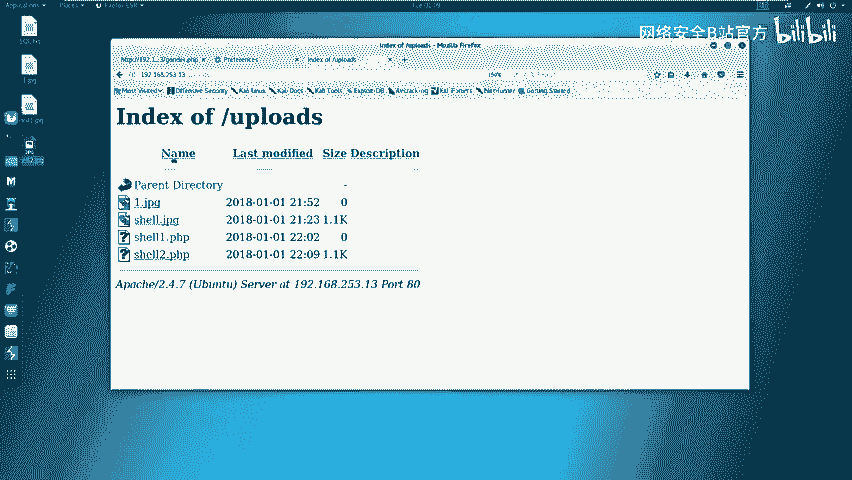 Applications
Places
Firefox ESR
网络安全B站官方 bilibili
SQL.txt
1.jpg
Index of /uploads - Mozilla Firefox
Preferences
Index of /uploads
192.168.253.13
150%
Most Visited
Offensive Security
Kali Linux
Kali Docs
Kali Tools
Exploit-DB
Aircrack-ng
Kali Forums
NetHunter
Getting Started
Index of /uploads
Name Last modified Size Description
Parent Directory -
1.jpg 2018-01-01 21:52 0
shell.jpg 2018-01-01 21:23 1.1K
shell1.php 2018-01-01 22:02 0
shell2.php 2018-01-01 22:09 1.1K
Apache/2.4.7 (Ubuntu) Server at 192.168.253.13 Port 80